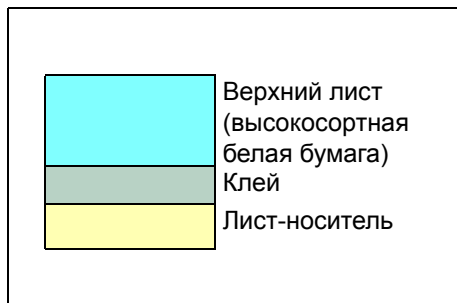 Верхний лист
(высокосортная
белая бумага)
Клей
Лист-носитель